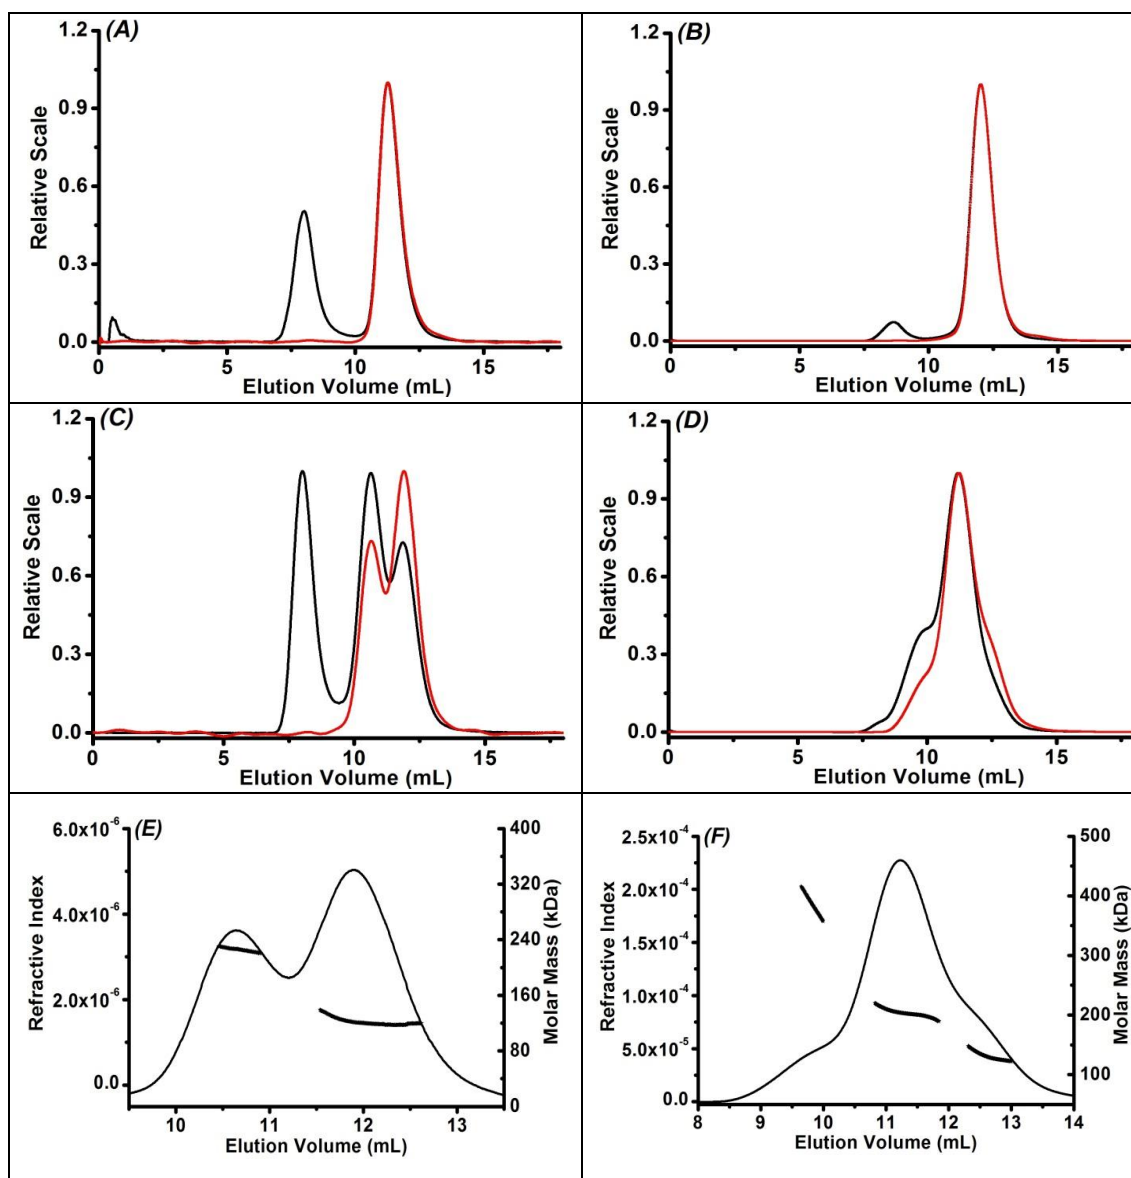 (A)
1.2
0.9
0.6
0.3
0.0
Relative Scale
0 5 10 15
Elution Volume (mL)
(B)
1.2
0.9
0.6
0.3
0.0
Relative Scale
0 5 10 15
Elution Volume (mL)
(C)
1.2
0.9
0.6
0.3
0.0
Relative Scale
0 5 10 15
Elution Volume (mL)
(D)
1.2
0.9
0.6
0.3
0.0
Relative Scale
0 5 10 15
Elution Volume (mL)
(E)
6.0x10⁻⁶
4.0x10⁻⁶
2.0x10⁻⁶
0.0
Refractive Index
400
320
240
160
80
0
Molar Mass (kDa)
10 11 12 13
Elution Volume (mL)
(F)
2.5x10⁻⁴
2.0x10⁻⁴
1.5x10⁻⁴
1.0x10⁻⁴
5.0x10⁻⁵
0.0
Refractive Index
500
400
300
200
100
Molar Mass (kDa)
8 9 10 11 12 13 14
Elution Volume (mL)